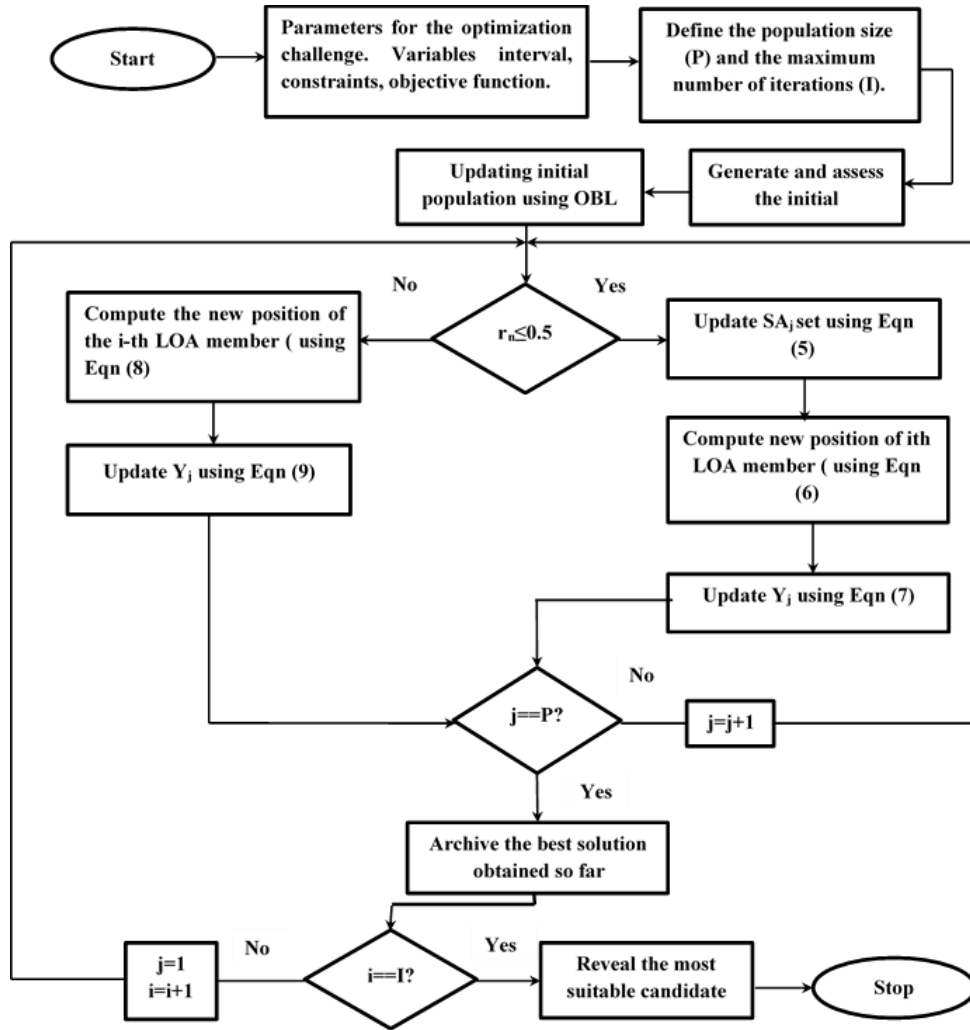 Start
Parameters for the optimization
challenge. Variables interval,
constraints, objective function.
Define the population size
(P) and the maximum
number of iterations (I).
Updating initial
population using OBL
Generate and assess
the initial
No
Yes
Compute the new position of
the i-th LOA member ( using
Eqn (8)
rₙ≤0.5
Update SAⱼ set using Eqn
(5)
Update Yⱼ using Eqn (9)
Compute new position of ith
LOA member ( using Eqn
(6)
Update Yⱼ using Eqn (7)
No
j==P?
j=j+1
Yes
Archive the best solution
obtained so far
j=1
i=i+1
No
i==I?
Yes
Reveal the most
suitable candidate
Stop